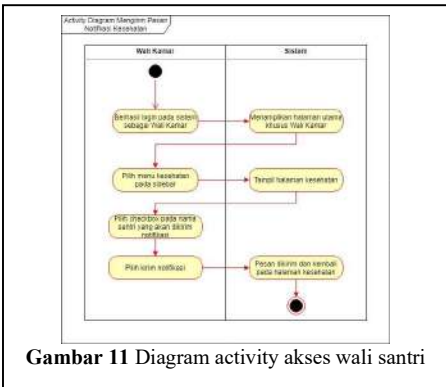 Activity Diagram Mengirim Pesan
Notifikasi Kesehatan
Wali Kamar
Sistem
Berhasil login pada sistem
sebagai Wali Kamar
Menampilkan halaman utama
khusus Wali Kamar
Pilih menu kesehatan
pada sidebar
Tampil halaman kesehatan
Pilih checkbox pada nama
santri yang akan dikirim
notifikasi
Pilih kirim notifikasi
Pesan dikirim dan kembali
pada halaman kesehatan
Gambar 11 Diagram activity akses wali santri